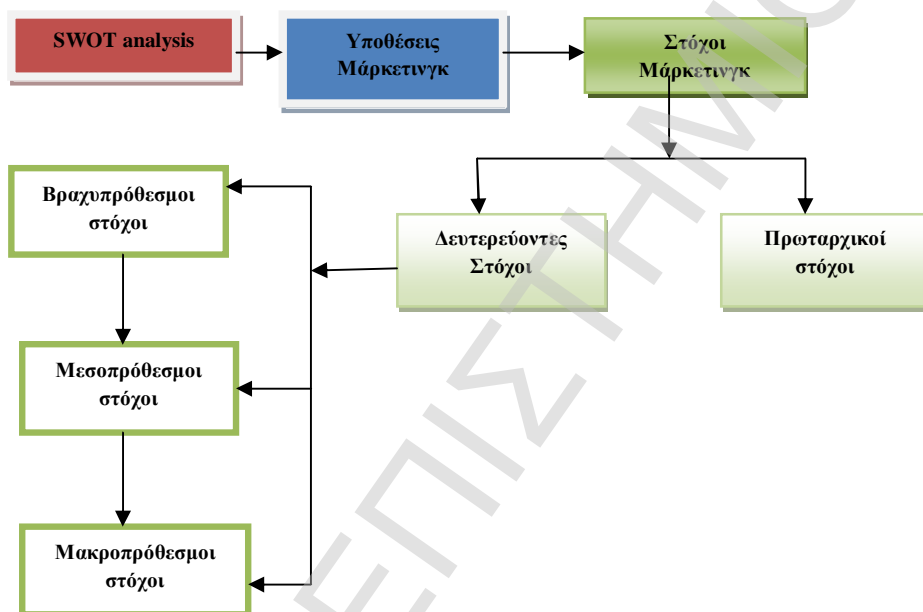 SWOT analysis
Υποθέσεις
Μάρκετινγκ
Στόχοι
Μάρκετινγκ
Βραχυπρόθεσμοι
στόχοι
Δευτερεύοντες
Στόχοι
Πρωταρχικοί
στόχοι
Μεσοπρόθεσμοι
στόχοι
Μακροπρόθεσμοι
στόχοι